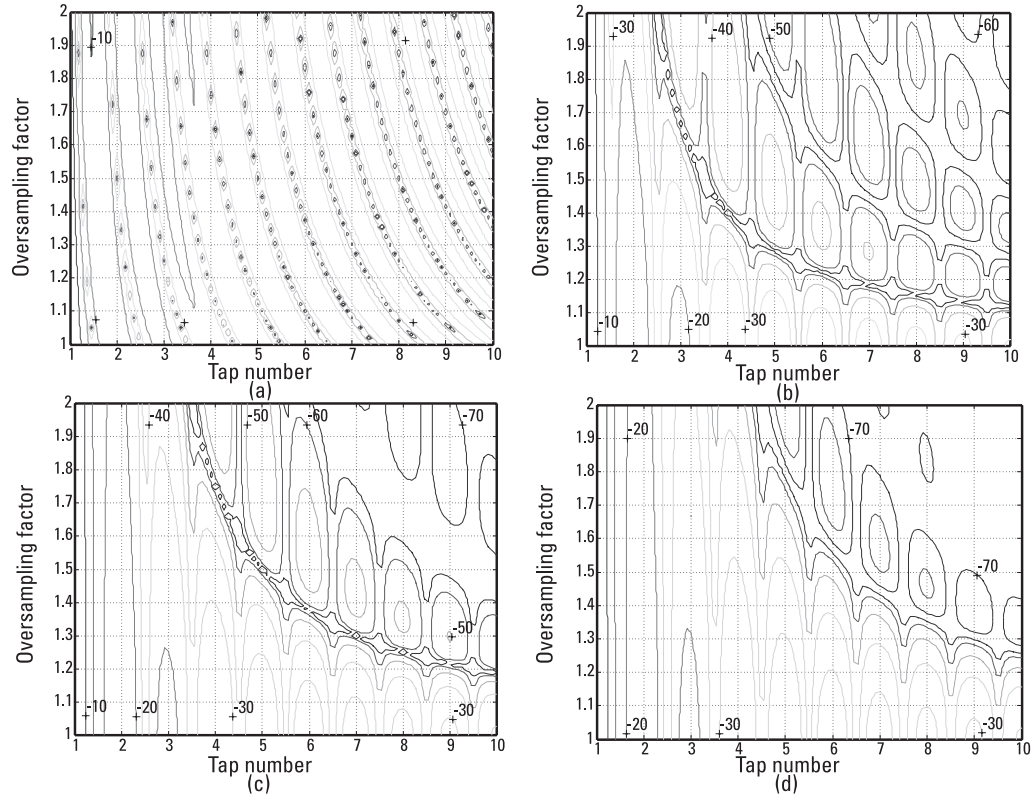 2
1.9
1.8
1.7
1.6
1.5
1.4
1.3
1.2
1.1
1
Oversampling factor
-10
1 2 3 4 5 6 7 8 9 10
Tap number
(a)
2
1.9
1.8
1.7
1.6
1.5
1.4
1.3
1.2
1.1
1
Oversampling factor
-30 -40 -50 -60
-10 -20 -30 -30
1 2 3 4 5 6 7 8 9 10
Tap number
(b)
2
1.9
1.8
1.7
1.6
1.5
1.4
1.3
1.2
1.1
1
Oversampling factor
-40 -50 -60 -70
-50
-10 -20 -30 -30
1 2 3 4 5 6 7 8 9 10
Tap number
(c)
2
1.9
1.8
1.7
1.6
1.5
1.4
1.3
1.2
1.1
1
Oversampling factor
-20 -70
-70
-20 -30 -30
1 2 3 4 5 6 7 8 9 10
Tap number
(d)